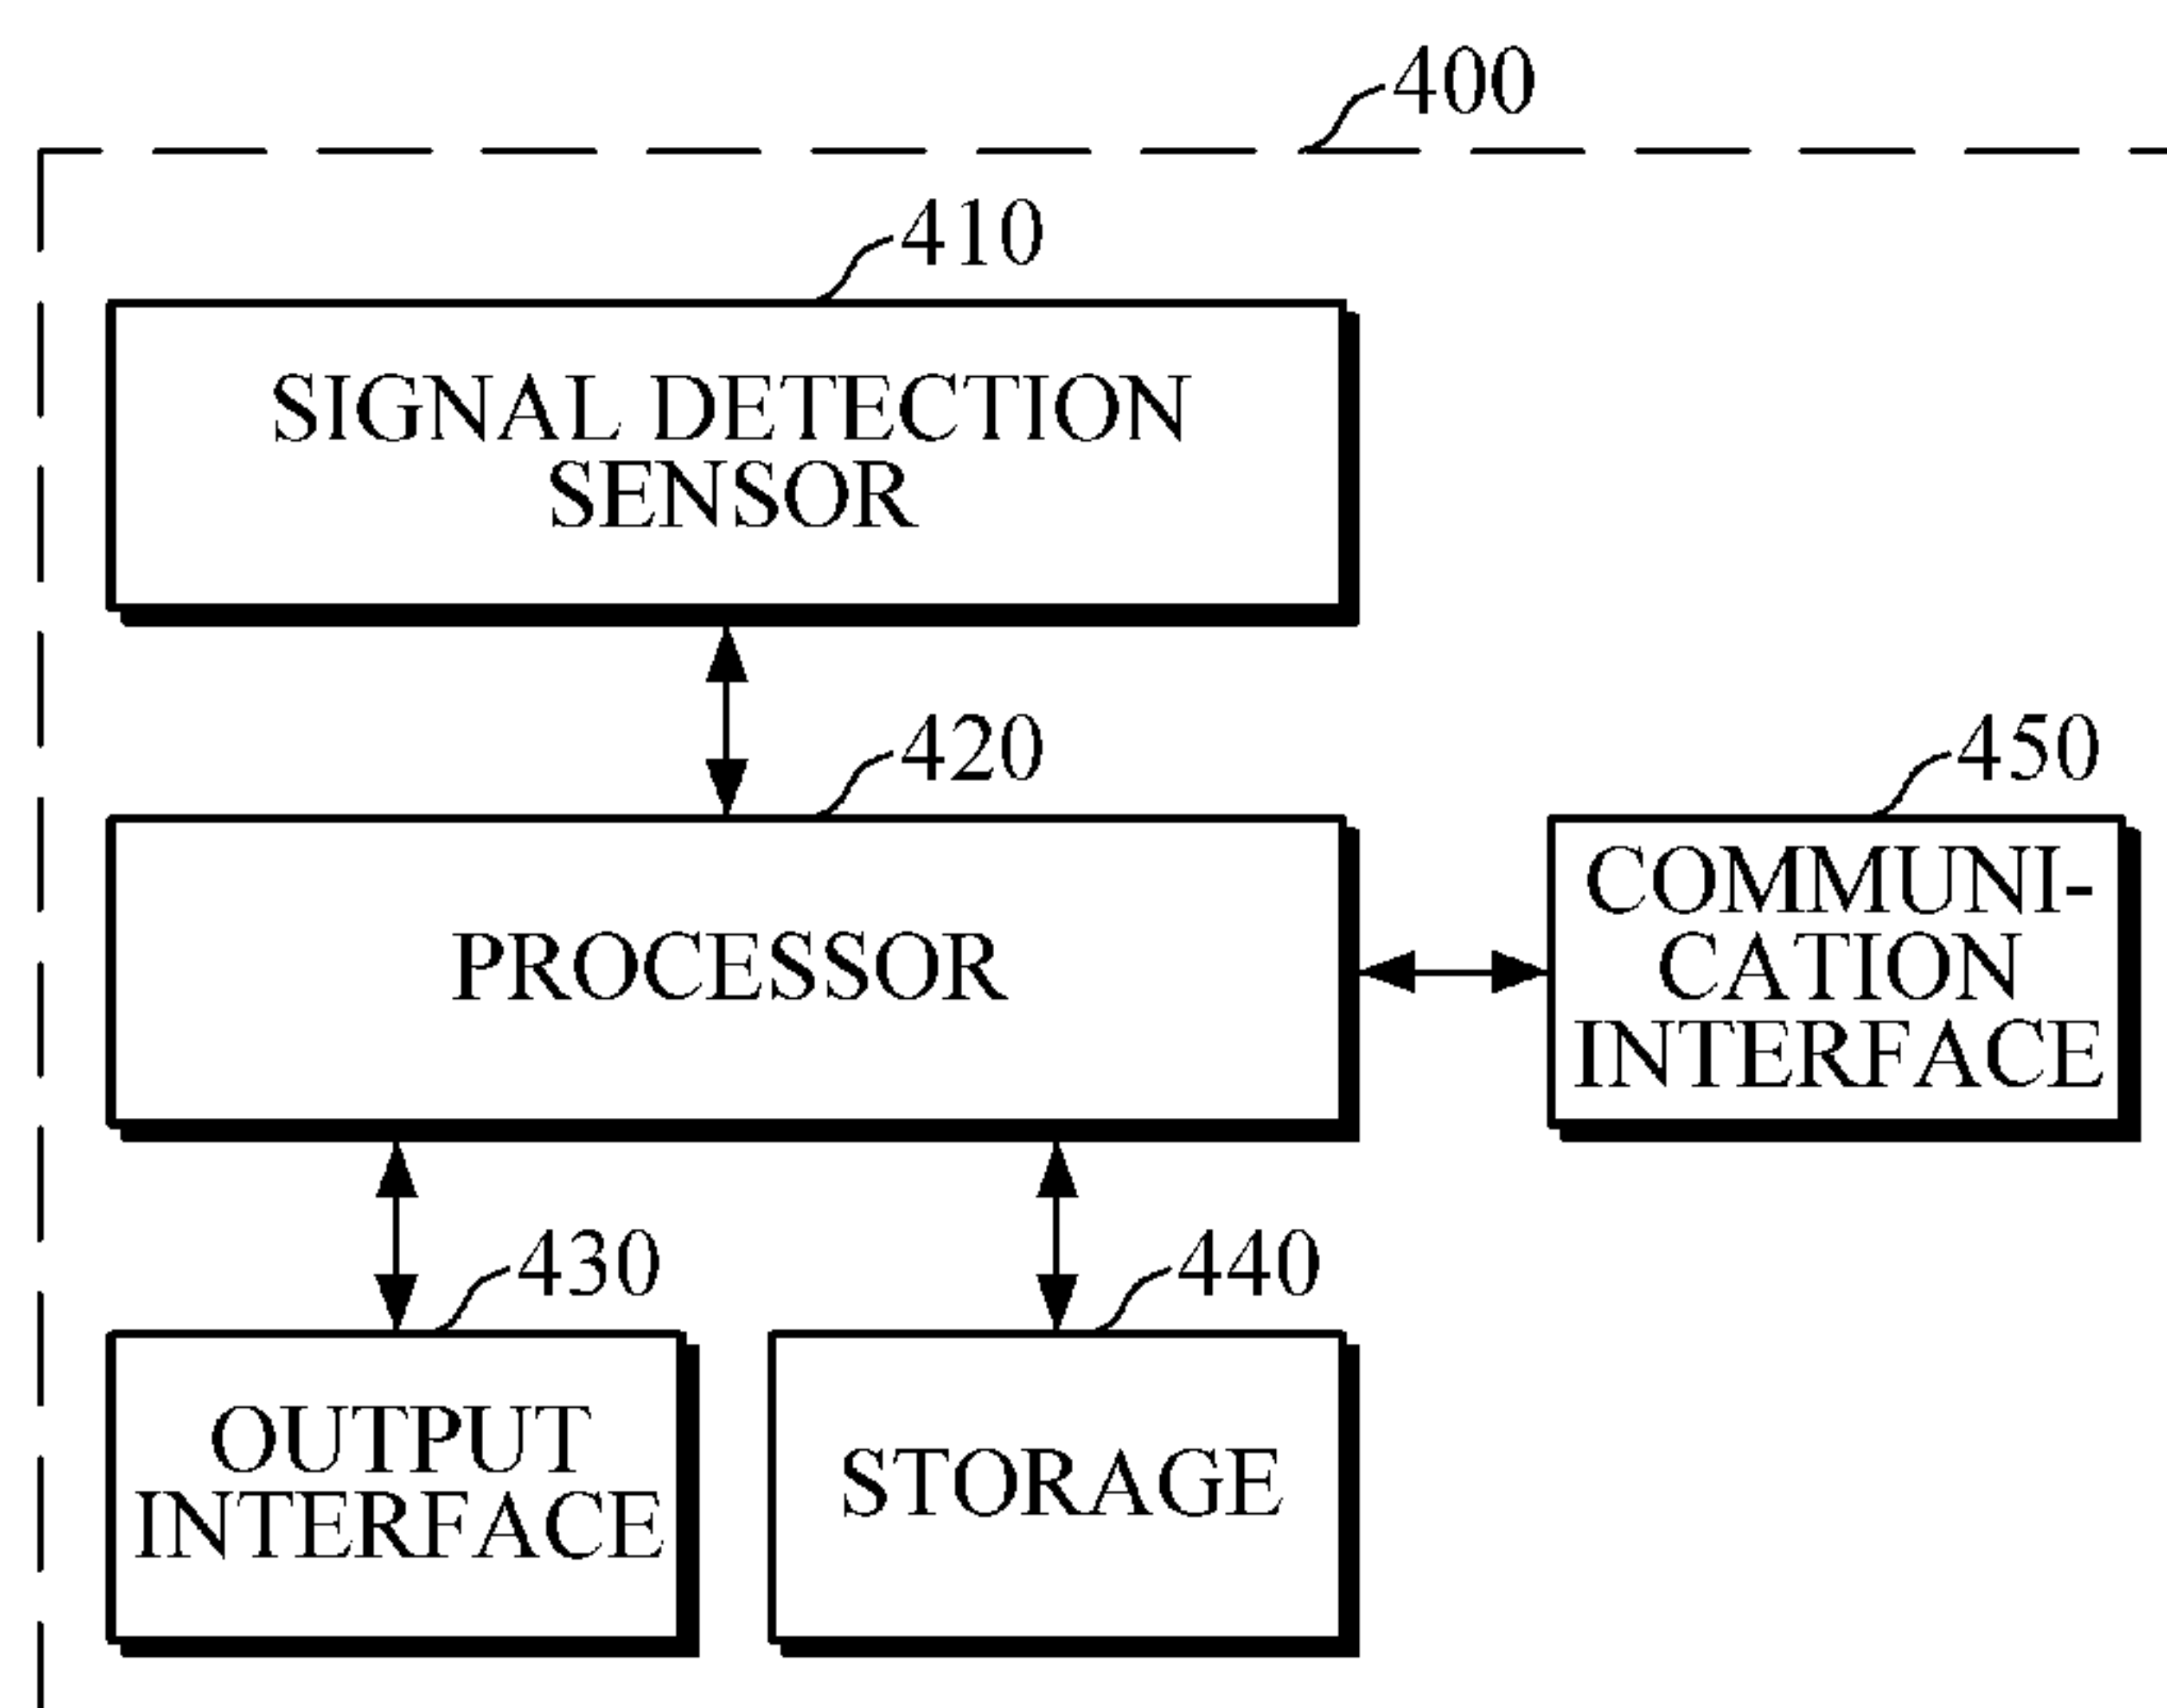 400
410
SIGNAL DETECTION
SENSOR
420
PROCESSOR
450
COMMUNI-
CATION
INTERFACE
430
OUTPUT
INTERFACE
440
STORAGE